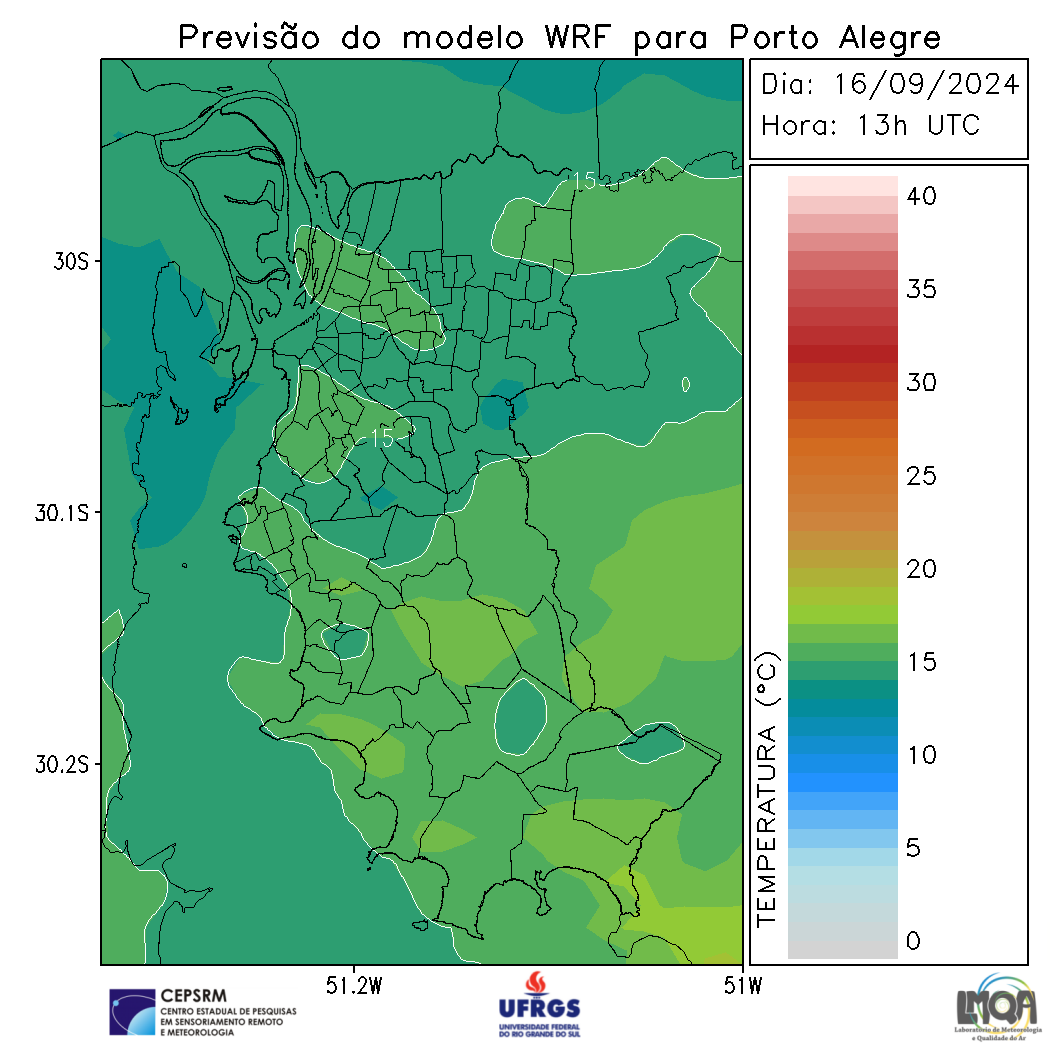 Previsão do modelo WRF para Porto Alegre
Dia: 16/09/2024
Hora: 13h UTC
15
30S
0
15
30.1S
30.2S
51.2W
51W
40
35
30
25
20
15
10
5
0
TEMPERATURA (°C)
CEPSRM
CENTRO ESTADUAL DE PESQUISAS
EM SENSORIAMENTO REMOTO
E METEOROLOGIA
UFRGS
UNIVERSIDADE FEDERAL
DO RIO GRANDE DO SUL
LMQA
Laboratório de Meteorologia
e Qualidade do Ar